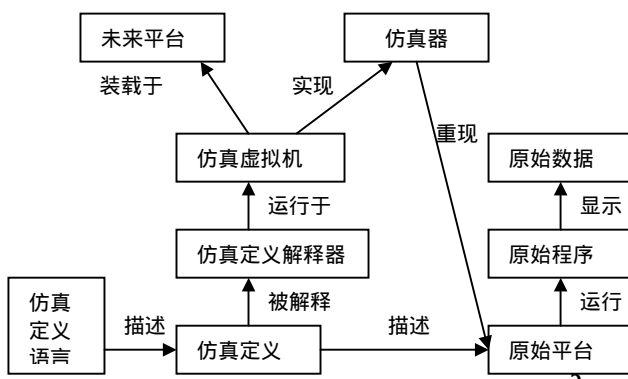 未来平台
仿真器
装载于
实现
重现
仿真虚拟机
原始数据
运行于
显示
仿真定义解释器
原始程序
仿真
定义
语言
描述
被解释
描述
运行
仿真定义
原始平台